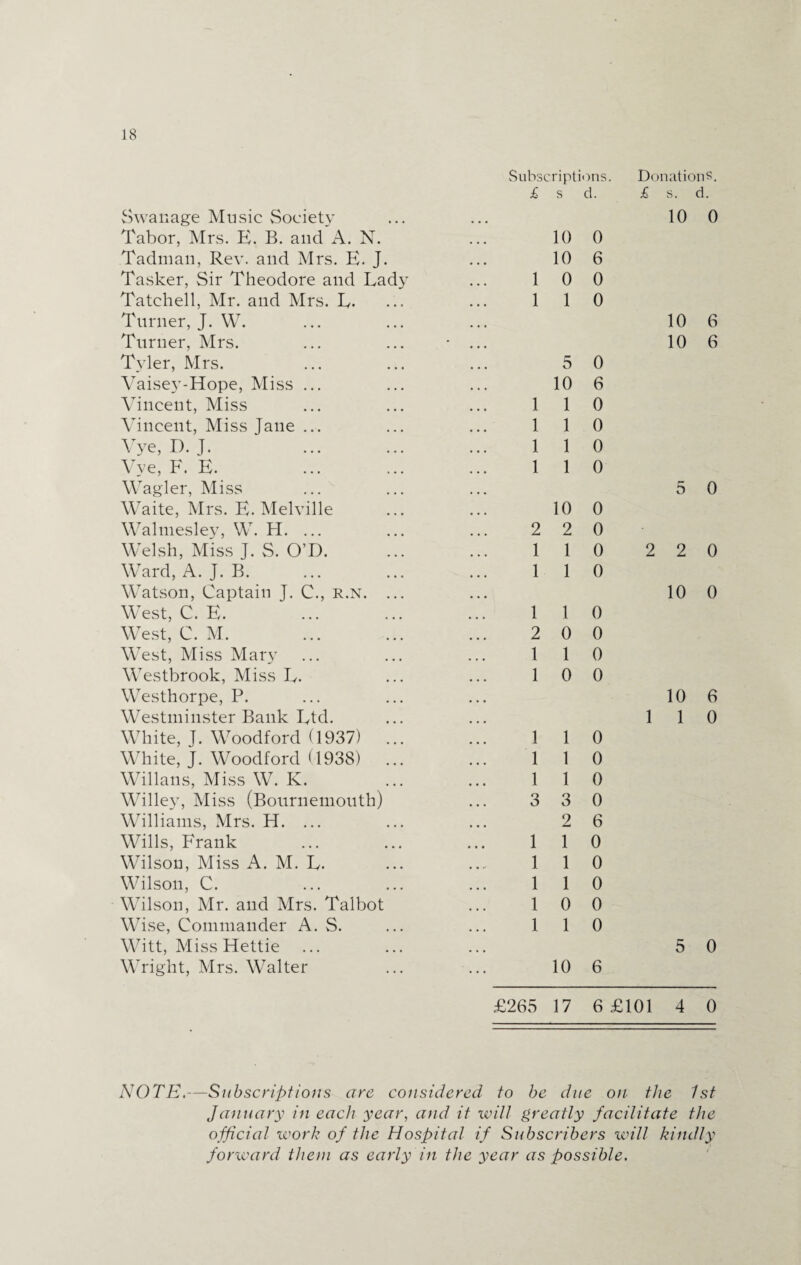 18
Subscriptions. Donations.
£ s d. £ s. d.
Swanage Music Society ... ... 10 0
Tabor, Mrs. E. B. and A. N. ... 10 0
Tadman, Rev. and Mrs. E. J. ... 10 6
Tasker, Sir Theodore and Lady ... 1 0 0
Tatchell, Mr. and Mrs. L. ... ... 1 1 0
Turner, J. W. ... ... ... 10 6
Turner, Mrs. ... ... ... 10 6
Tyler, Mrs. ... ... ... 5 0
Vaisey-Hope, Miss ... ... ... 10 6
Vincent, Miss ... ... ... 1 1 0
Vincent, Miss Jane ... ... ... 1 1 0
Vye, D. J. ... ... ... 1 1 0
Vye, F. E. ... ... ... 1 1 0
Wagler, Miss ... ... ... 5 0
Waite, Mrs. E. Melville ... ... 10 0
Walmesley, W. H. ... ... ... 2 2 0
Welsh, Miss J. S. O'D. ... ... 1 1 0 2 2 0
Ward, A. J. B. ... ... ... 1 1 0
Watson, Captain J. C., R.N. ... ... 10 0
West, C. E. ... ... ... 1 1 0
West, C. M. ... ... ... 2 0 0
West, Miss Mary ... ... ... 1 1 0
Westbrook, Miss L. ... ... 1 0 0
Westhorpe, P. ... ... ... 10 6
Westminster Bank Ltd. ... ... 1 1 0
White, J. Woodford (1937) ... ... 1 1 0
White, J. Woodford (1938) ... ... 1 1 0
Willans, Miss W. K. ... ... 1 1 0
Willey, Miss (Bournemouth) ... 3 3 0
Williams, Mrs. H. ... ... ... 2 6
Wills, Frank ... ... ... 1 1 0
Wilson, Miss A. M. L. ... ... 1 1 0
Wilson, C. ... ... ... 1 1 0
Wilson, Mr. and Mrs. Talbot ... 1 0 0
Wise, Commander A. S. ... ... 1 1 0
Witt, Miss Hettie ... ... ... 5 0
Wright, Mrs. Walter ... ... 10 6
£265 17 6 £101 4 0
NOTE.—Subscriptions are considered to be due on the 1st
January in each year, and it will greatly facilitate the
official work of the Hospital if Subscribers will kindly
forward them as early in the year as possible.